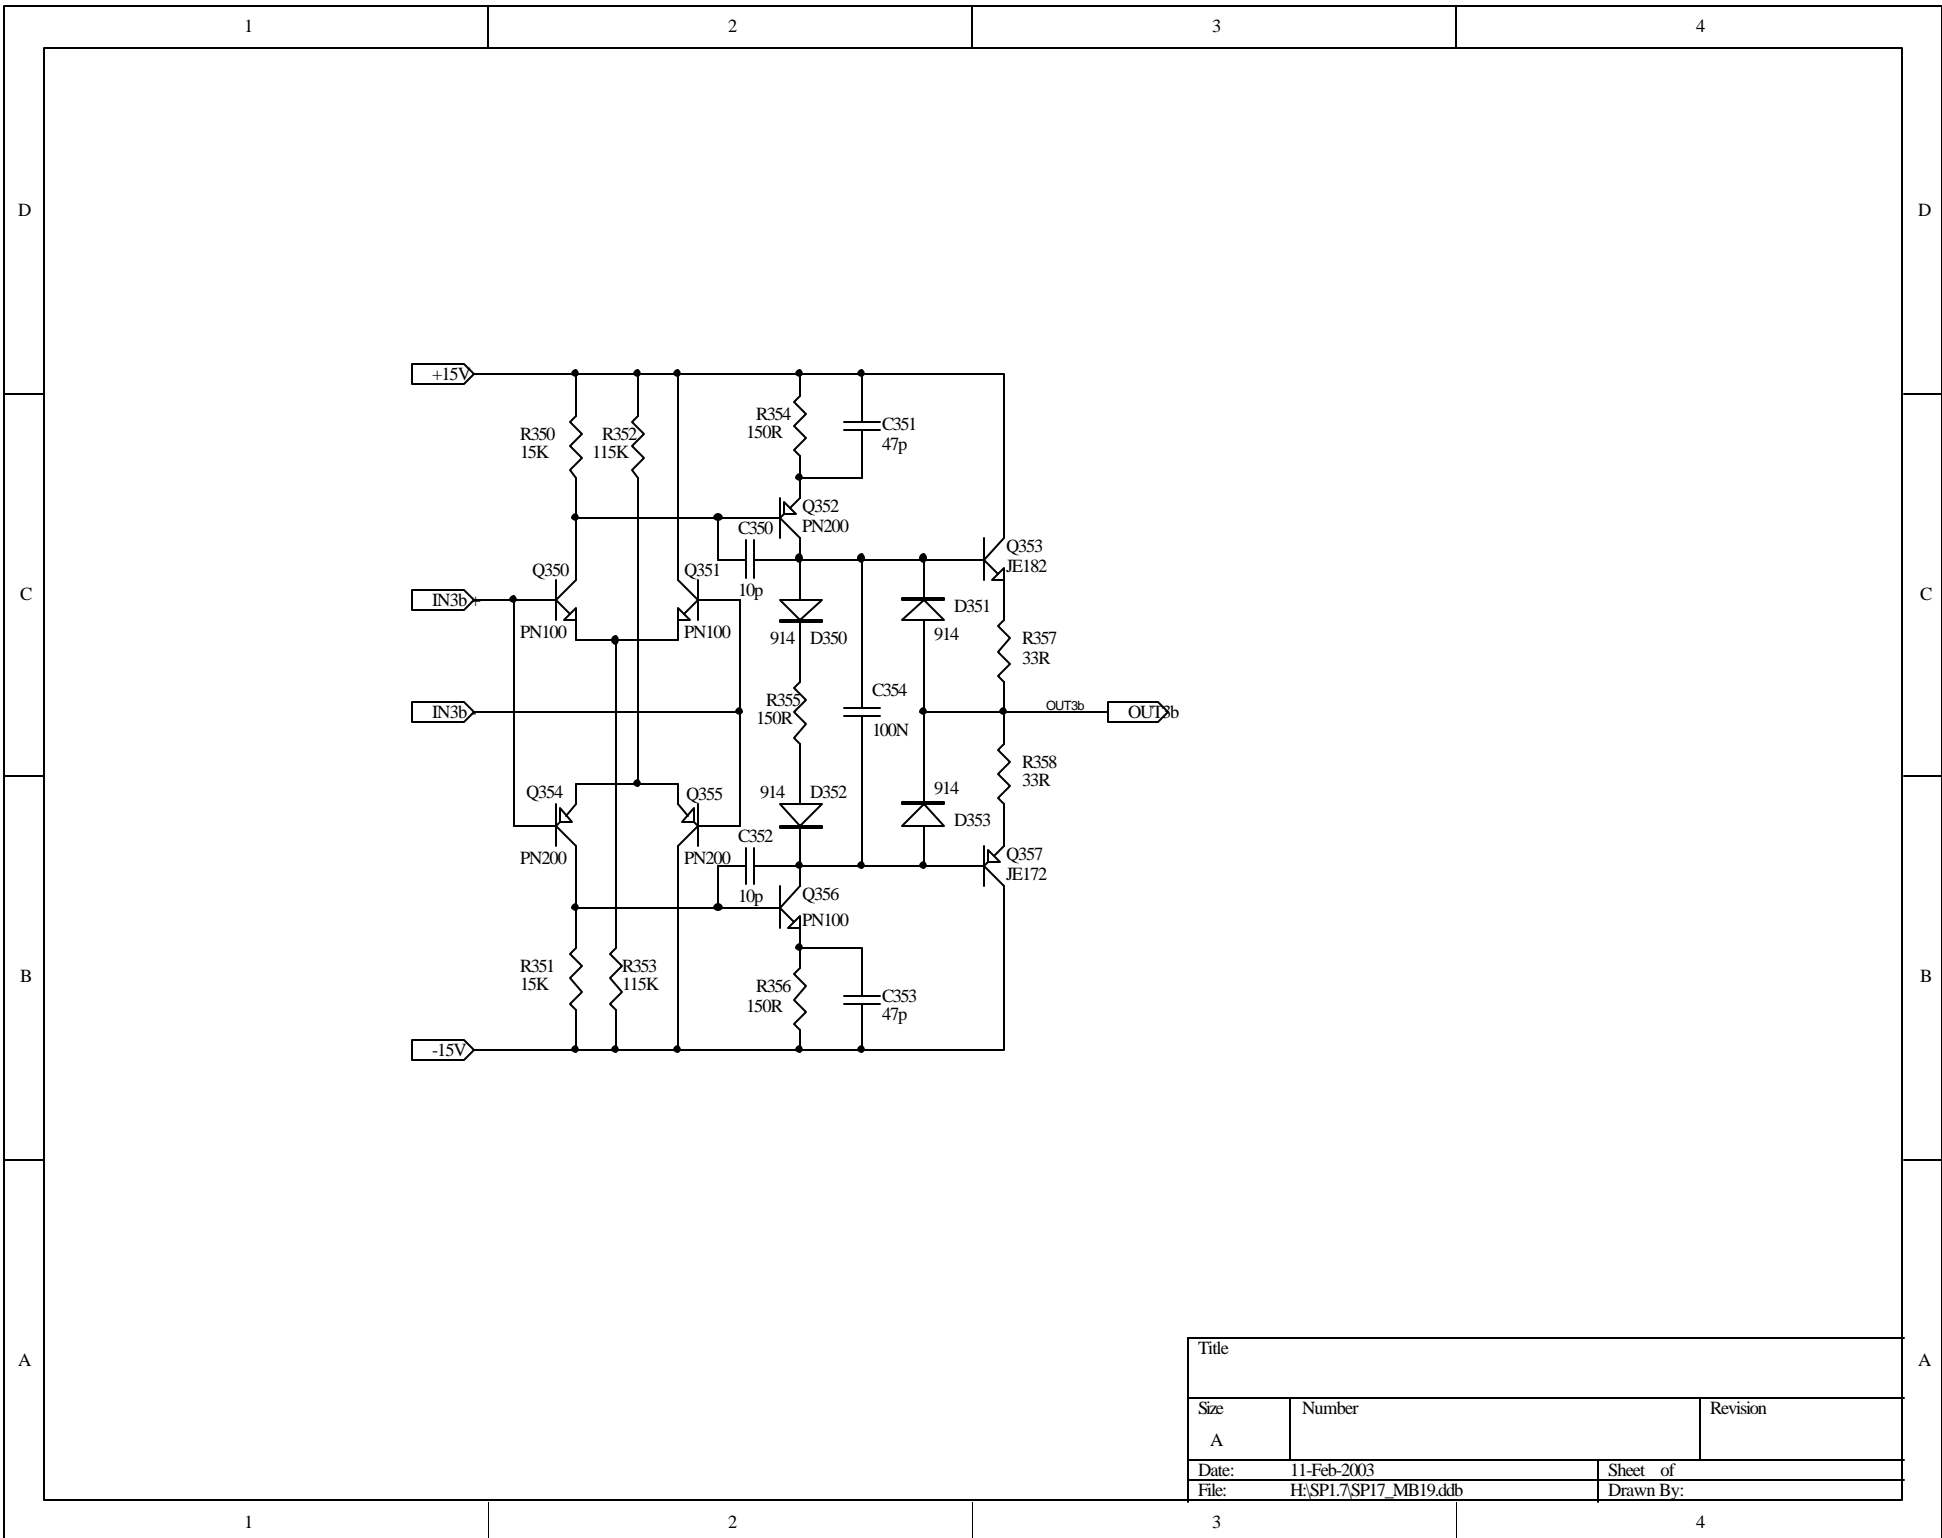 1 2 3 4
D D
+15V
R354
150R
C351
47p
R350
15K
R352
115K
Q352
PN200
C350
10p
Q353
JE182
Q350
PN100
Q351
PN100
C C
IN3b+
D351
914
914 D350
R357
33R
C354
100N
R355
150R
IN3b-
OUT3b
OUT3b
R358
33R
Q354
PN200
Q355
PN200
914 D352
914
D353
C352
10p
Q357
JE172
Q356
PN100
R351
15K
R353
115K
B B
R356
150R
C353
47p
-15V
A A
Title
Size Number Revision
A
Date: 11-Feb-2003 Sheet of
File: H:\SP1.7\SP17_MB19.ddb Drawn By:
1 2 3 4